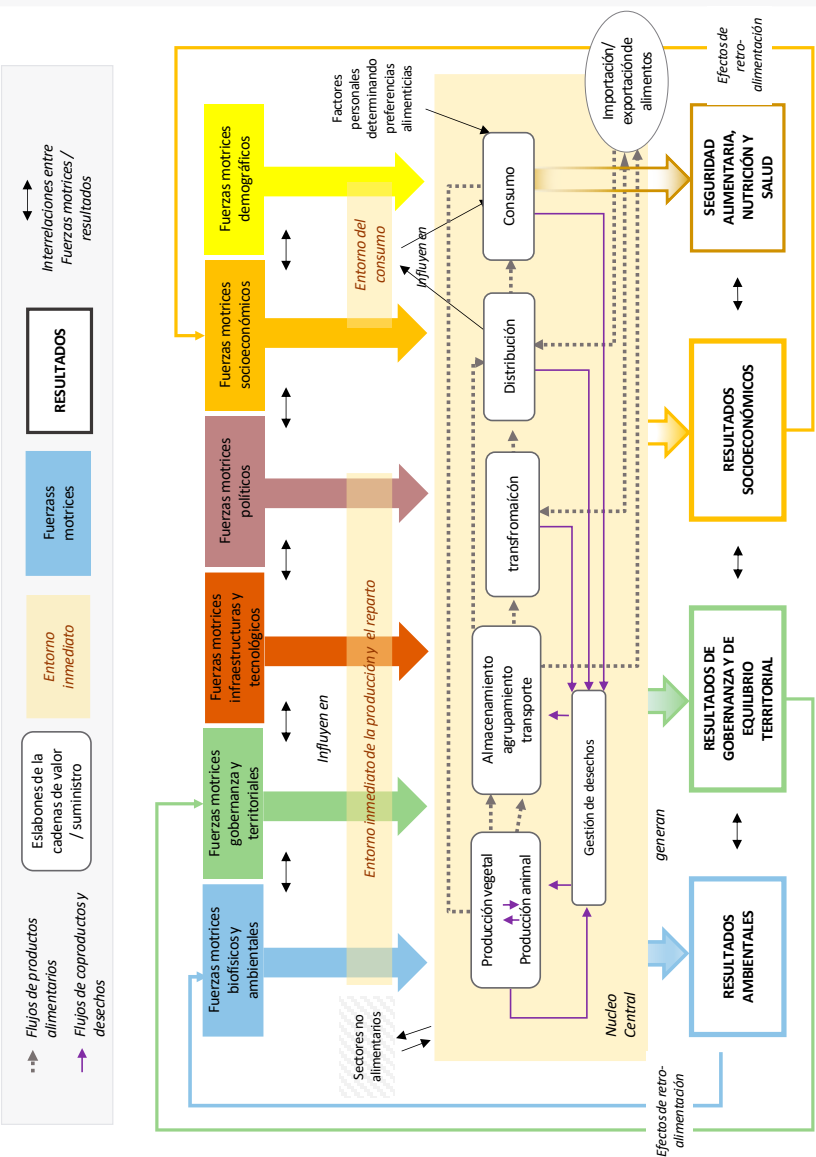 Flujos de productos
alimentarios
Flujos de coproductos y
desechos
Eslabones de la
cadenas de valor
/ suministro
Entorno
inmediato
Fuerzass
motrices
RESULTADOS
Interrelaciones entre
Fuerzas motrices /
resultados
Fuerzas motrices
biofísicos y
ambientales
Fuerzas motrices
gobernanza y
territoriales
Fuerzas motrices
infraestructuras y
tecnológicos
Fuerzas motrices
políticos
Fuerzas motrices
socioeconómicos
Fuerzas motrices
demográficos
Influyen en
Entorno inmediato de la producción y el reparto
Entorno del
consumo
Factores
personales
determinando
preferencias
alimenticias
Sectores no
alimentarios
Influyen en
Producción vegetal
Producción animal
Almacenamiento
agrupamiento
transporte
transfromaícón
Distribución
Consumo
Importación/
exportación de
alimentos
Gestión de desechos
Nucleo
Central
generan
RESULTADOS
AMBIENTALES
RESULTADOS DE
GOBERNANZA Y DE
EQUILIBRIO
TERRITORIAL
RESULTADOS
SOCIOECONÓMICOS
SEGURIDAD
ALIMENTARIA,
NUTRICIÓN Y
SALUD
Efectos de retro-
alimentación
Efectos de
retro-
alimentación